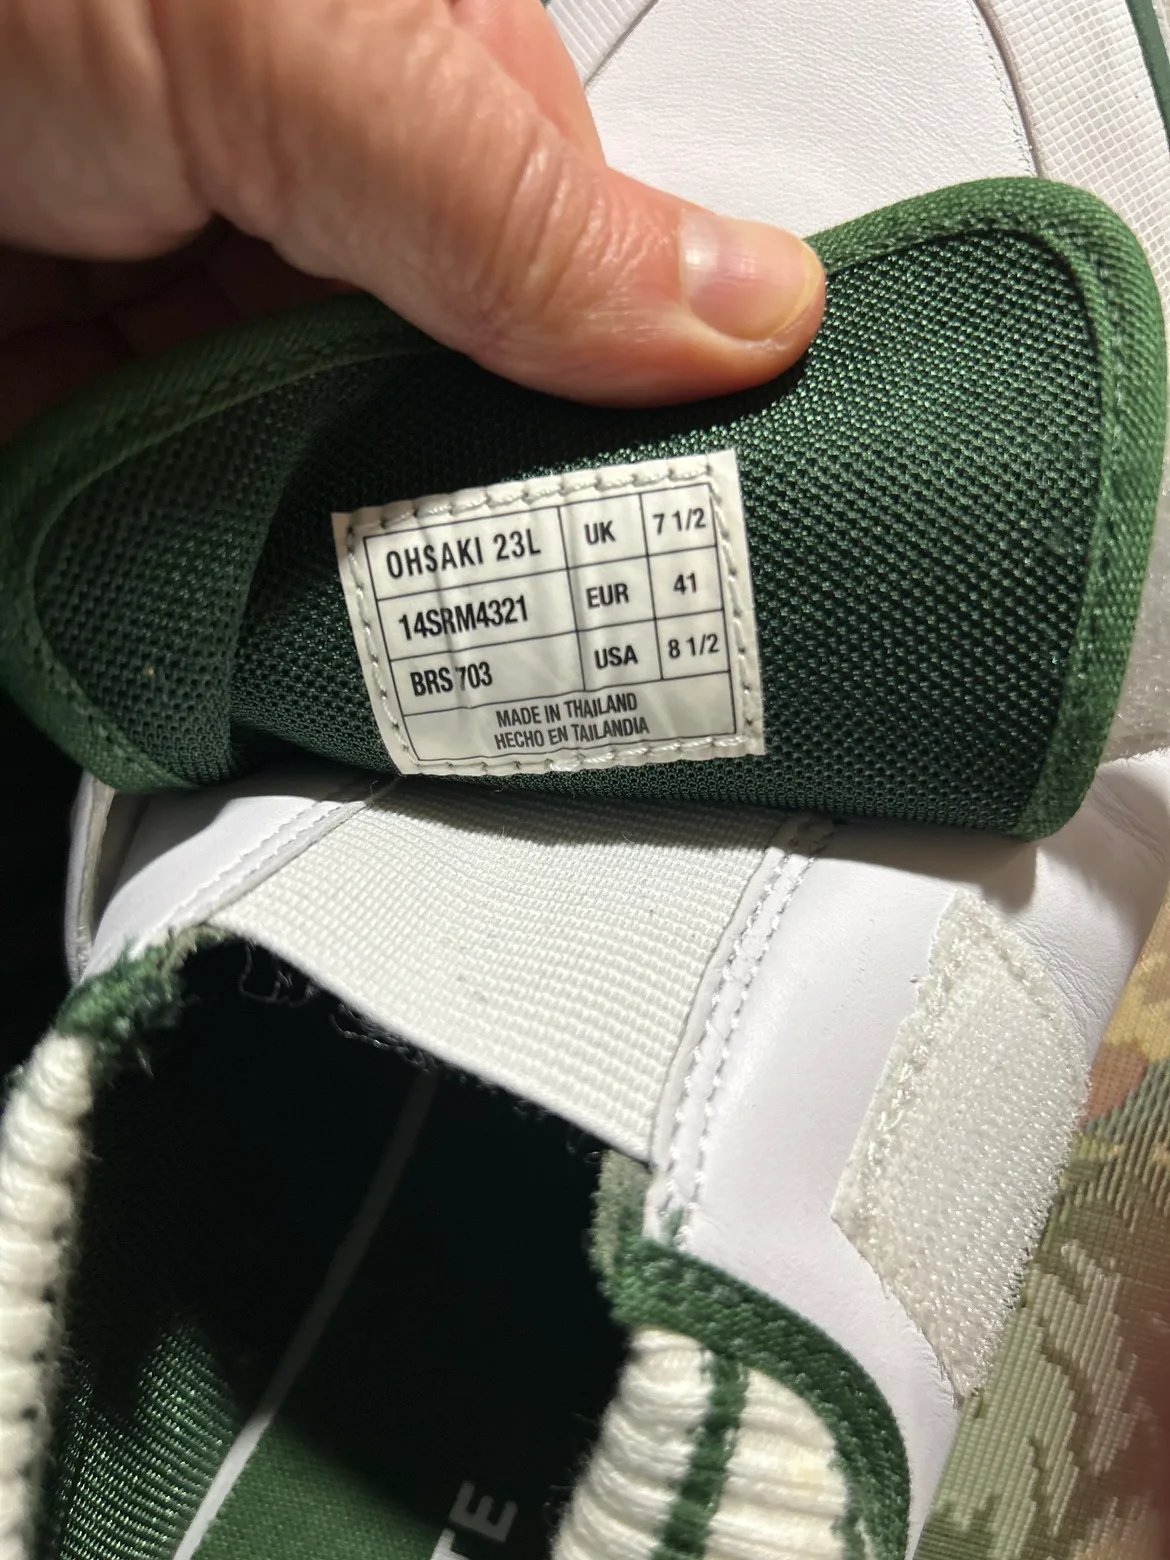 OHSAKI 23L UK 7 1/2
14SRM4321 EUR 41
BRS 703 USA 8 1/2
MADE IN THAILAND
HECHO EN TAILANDIA
TE